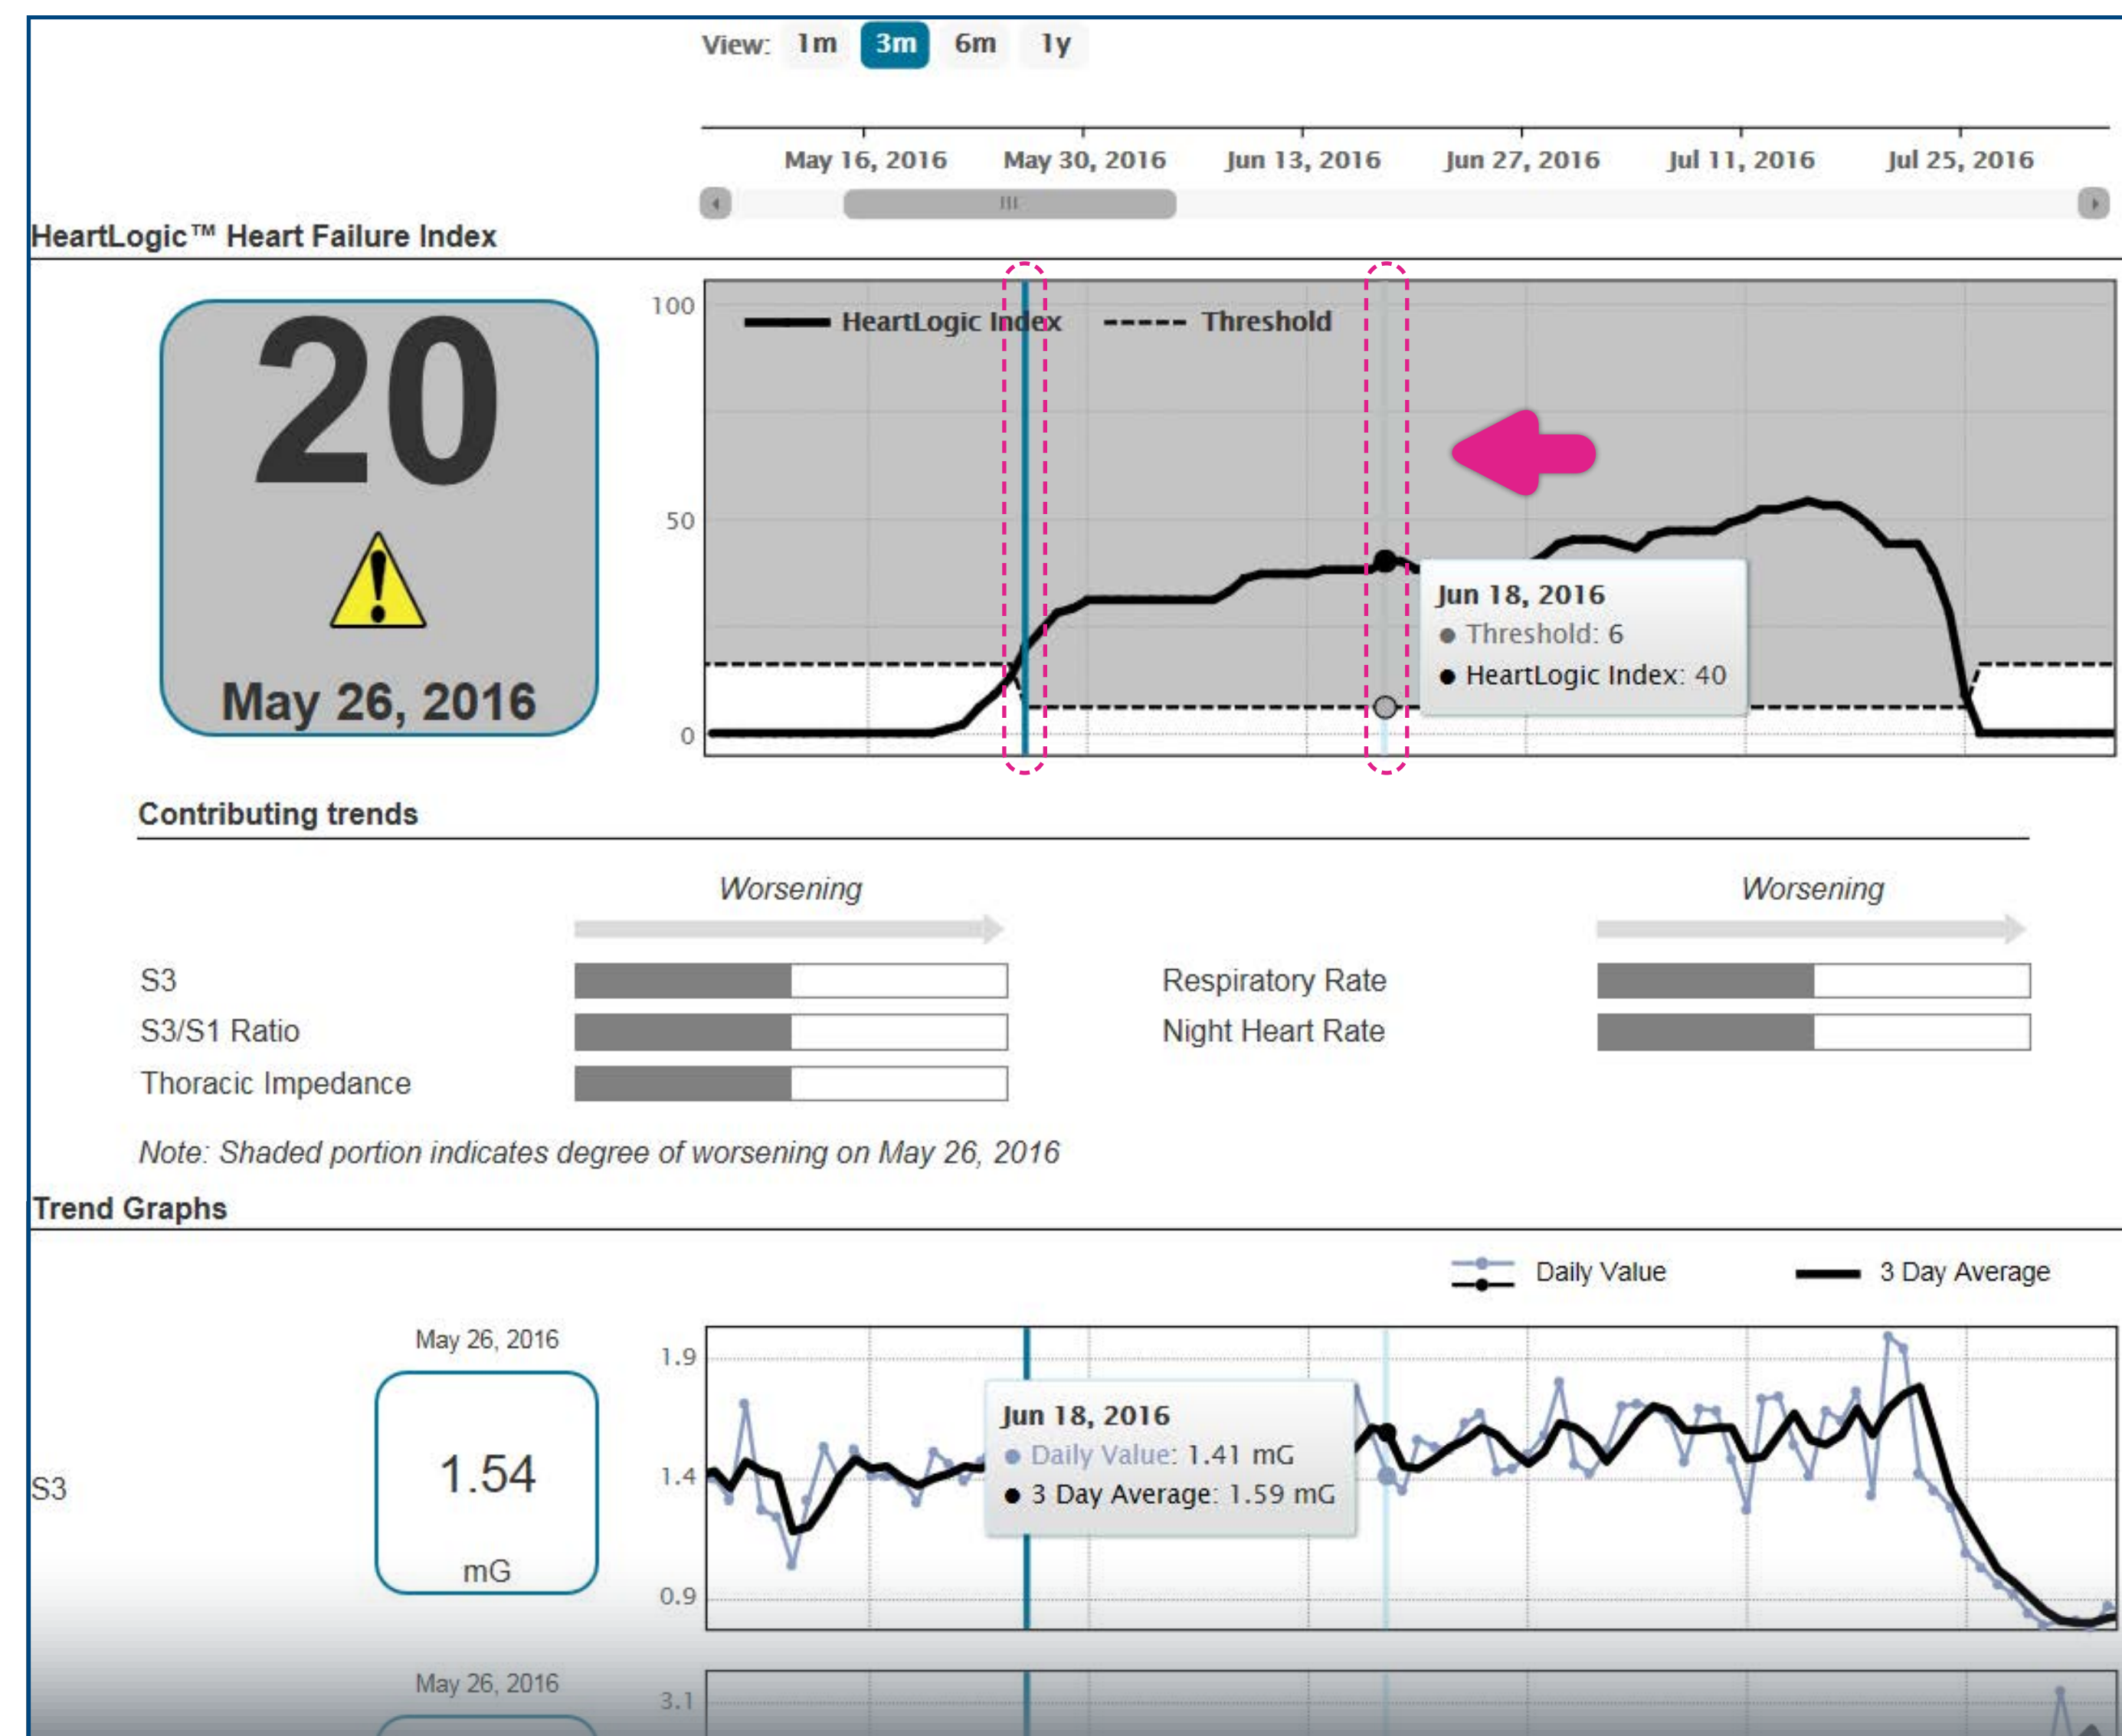 View: 1m 3m 6m 1y
May 16, 2016 May 30, 2016 Jun 13, 2016 Jun 27, 2016 Jul 11, 2016 Jul 25, 2016
HeartLogic™ Heart Failure Index
20
May 26, 2016
100
50
0
HeartLogic Index Threshold
Jun 18, 2016
Threshold: 6
HeartLogic Index: 40
Contributing trends
Worsening Worsening
S3 Respiratory Rate
S3/S1 Ratio Night Heart Rate
Thoracic Impedance
Note: Shaded portion indicates degree of worsening on May 26, 2016
Trend Graphs
Daily Value 3 Day Average
S3
May 26, 2016
1.54
mG
1.9
1.4
0.9
Jun 18, 2016
Daily Value: 1.41 mG
3 Day Average: 1.59 mG
May 26, 2016
3.1